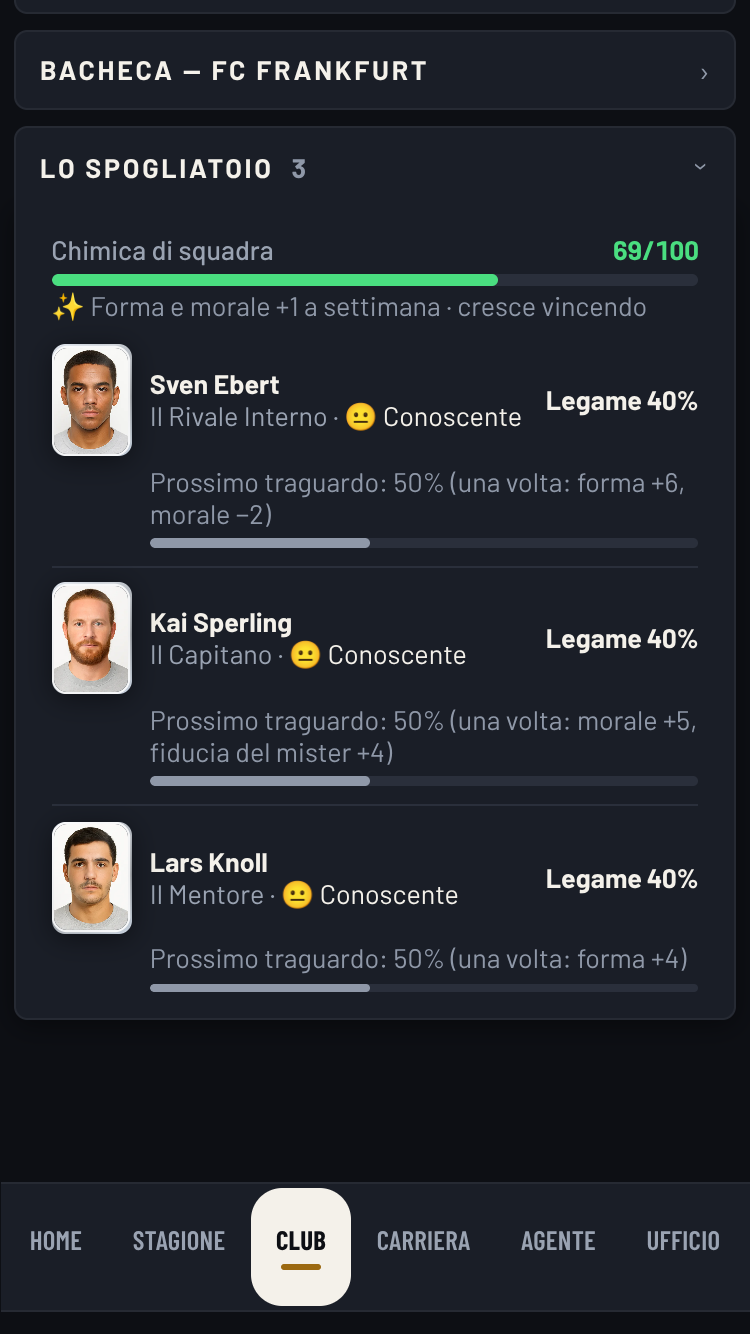 BACHECA — FC FRANKFURT ›
LO SPOGLIATOIO 3
Chimica di squadra 69/100
✨ Forma e morale +1 a settimana · cresce vincendo
Sven Ebert
Il Rivale Interno · 😐 Conoscente Legame 40%
Prossimo traguardo: 50% (una volta: forma +6,
morale −2)
Kai Sperling
Il Capitano · 😐 Conoscente Legame 40%
Prossimo traguardo: 50% (una volta: morale +5,
fiducia del mister +4)
Lars Knoll
Il Mentore · 😐 Conoscente Legame 40%
Prossimo traguardo: 50% (una volta: forma +4)
HOME STAGIONE CLUB CARRIERA AGENTE UFFICIO